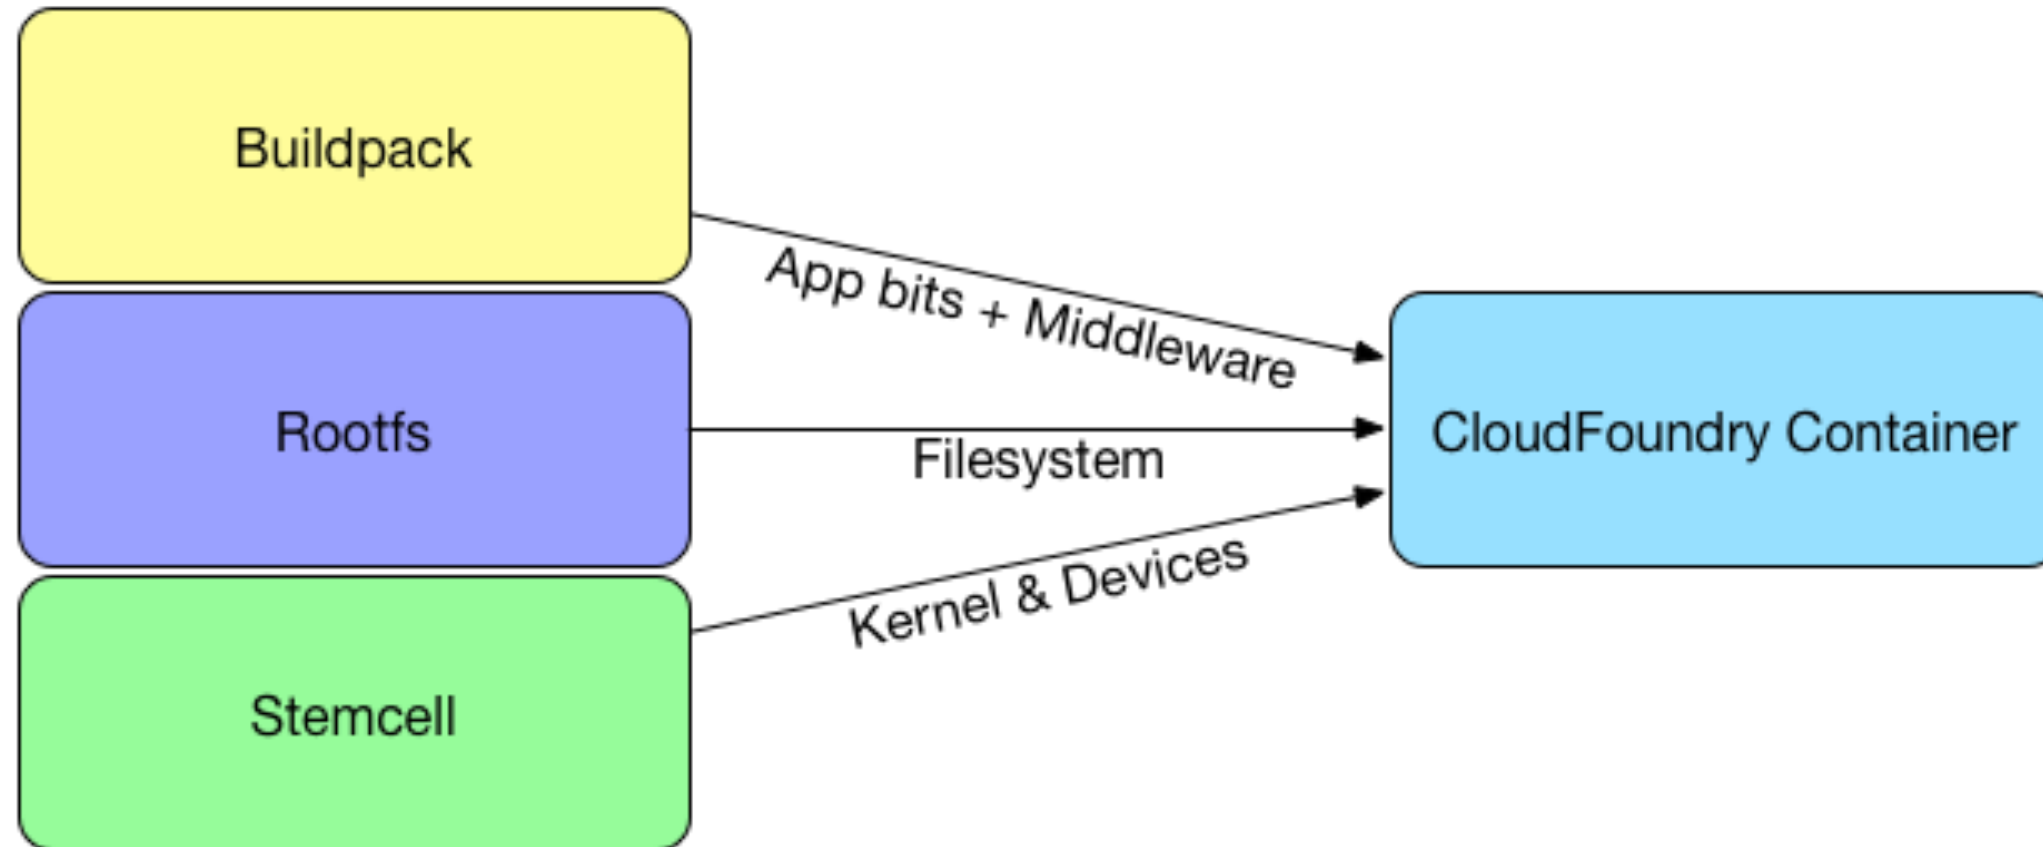 Buildpack
App bits + Middleware
Rootfs
Filesystem
CloudFoundry Container
Kernel & Devices
Stemcell